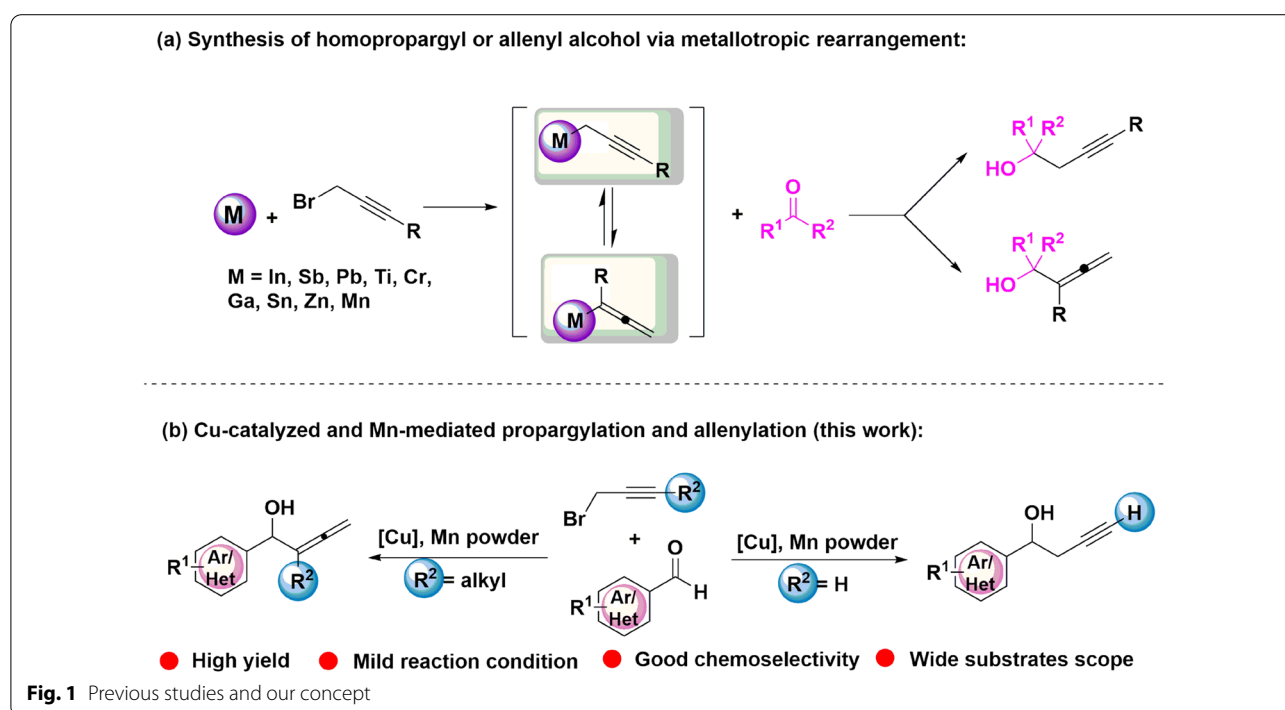 (a) Synthesis of homopropargyl or allenyl alcohol via metallotropic rearrangement:
M
R
R¹ R²
R
HO
Br
M
+
R
+
O
R¹
R²
M = In, Sb, Pb, Ti, Cr,
Ga, Sn, Zn, Mn
R
M
R¹ R²
HO
R
(b) Cu-catalyzed and Mn-mediated propargylation and allenylation (this work):
OH
R¹
Ar/
Het
R²
[Cu], Mn powder
R² = alkyl
Br
R²
+
O
H
R¹
Ar/
Het
[Cu], Mn powder
R² = H
OH
H
R¹
Ar/
Het
High yield
Mild reaction condition
Good chemoselectivity
Wide substrates scope
Fig. 1 Previous studies and our concept